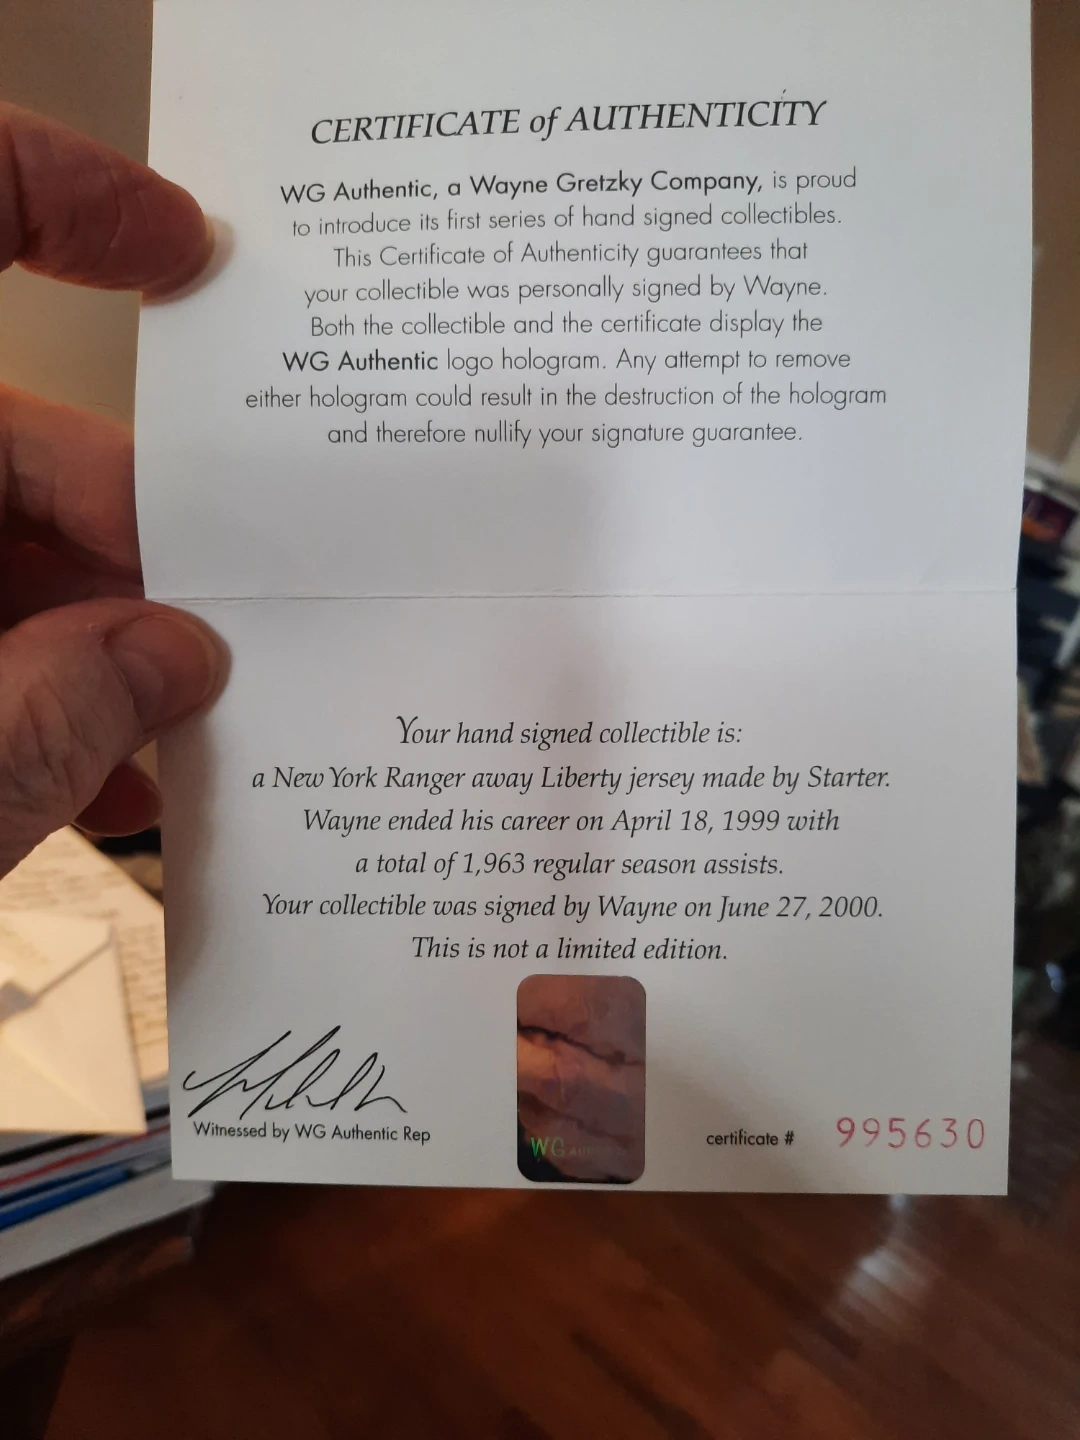 CERTIFICATE of AUTHENTICITY
WG Authentic, a Wayne Gretzky Company, is proud
to introduce its first series of hand signed collectibles.
This Certificate of Authenticity guarantees that
your collectible was personally signed by Wayne.
Both the collectible and the certificate display the
WG Authentic logo hologram. Any attempt to remove
either hologram could result in the destruction of the hologram
and therefore nullify your signature guarantee.
Your hand signed collectible is:
a New York Ranger away Liberty jersey made by Starter.
Wayne ended his career on April 18, 1999 with
a total of 1,963 regular season assists.
Your collectible was signed by Wayne on June 27, 2000.
This is not a limited edition.
Witnessed by WG Authentic Rep
WG
certificate # 995630